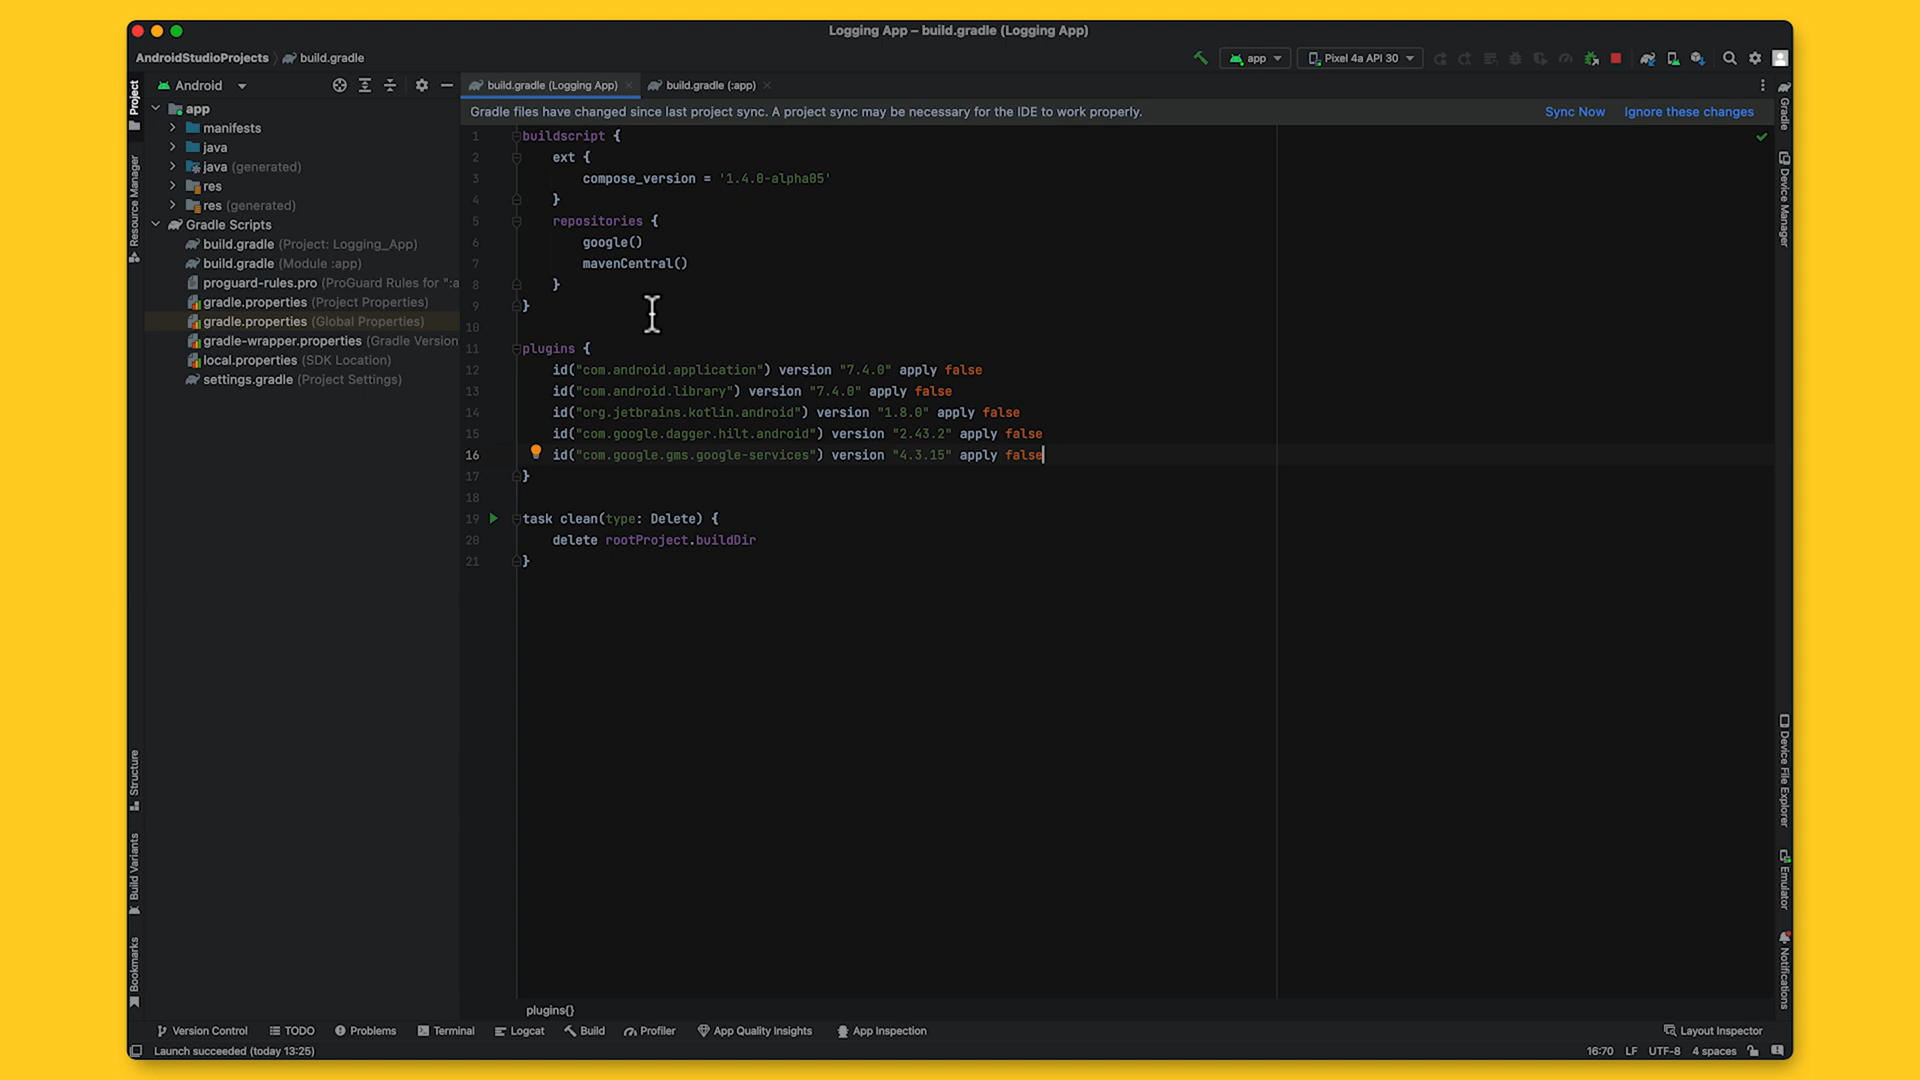 Logging App – build.gradle (Logging App)
AndroidStudioProjects build.gradle
app Pixel 4a API 30
Android
build.gradle (Logging App) build.gradle (:app)
Gradle files have changed since last project sync. A project sync may be necessary for the IDE to work properly. Sync Now Ignore these changes
Project
Resource Manager
Structure
Build Variants
Bookmarks
app
manifests
java
java (generated)
res
res (generated)
Gradle Scripts
build.gradle (Project: Logging_App)
build.gradle (Module :app)
proguard-rules.pro (ProGuard Rules for ":a
gradle.properties (Project Properties)
gradle.properties (Global Properties)
gradle-wrapper.properties (Gradle Version
local.properties (SDK Location)
settings.gradle (Project Settings)
1 buildscript {
2 ext {
3 compose_version = '1.4.0-alpha05'
4 }
5 repositories {
6 google()
7 mavenCentral()
8 }
9 }
10
11 plugins {
12 id("com.android.application") version "7.4.0" apply false
13 id("com.android.library") version "7.4.0" apply false
14 id("org.jetbrains.kotlin.android") version "1.8.0" apply false
15 id("com.google.dagger.hilt.android") version "2.43.2" apply false
16 id("com.google.gms.google-services") version "4.3.15" apply false
17 }
18
19 task clean(type: Delete) {
20 delete rootProject.buildDir
21 }
Gradle
Device Manager
Device File Explorer
Emulator
Notifications
plugins{}
Version Control TODO Problems Terminal Logcat Build Profiler App Quality Insights App Inspection Layout Inspector
Launch succeeded (today 13:25) 16:70 LF UTF-8 4 spaces